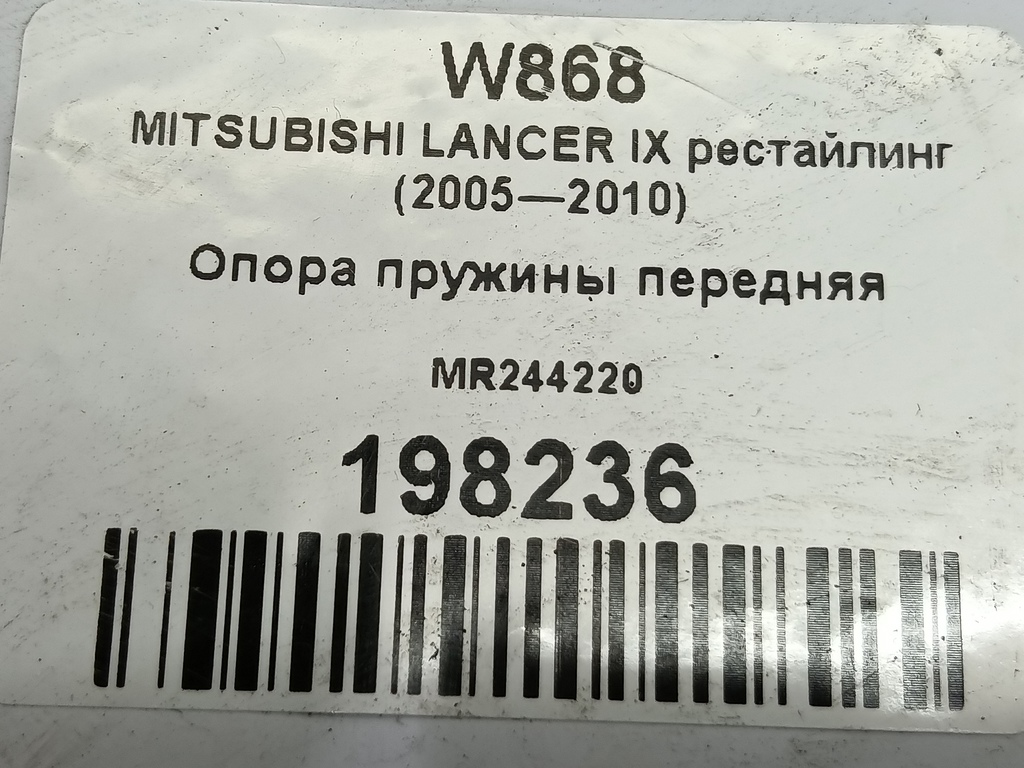 W868
MITSUBISHI LANCER IX рестайлинг
(2005—2010)
Опора пружины передняя
MR244220
198236